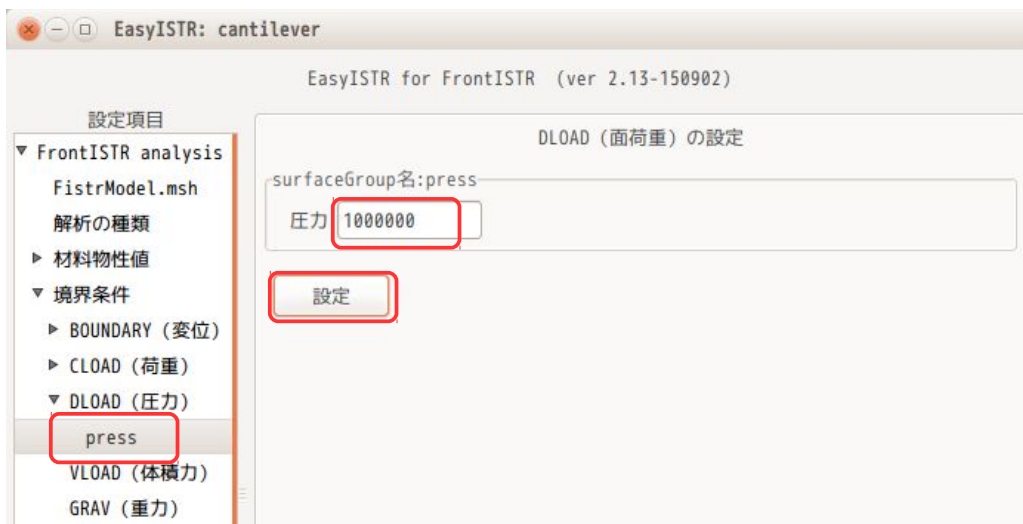 EasyISTR: cantilever
EasyISTR for FrontISTR (ver 2.13-150902)
設定項目
FrontISTR analysis
FistrModel.msh
解析の種類
材料物性値
境界条件
BOUNDARY (変位)
CLOAD (荷重)
DLOAD (圧力)
press
VLOAD (体積力)
GRAV (重力)
DLOAD (面荷重) の設定
surfaceGroup名:press
圧力 1000000
設定